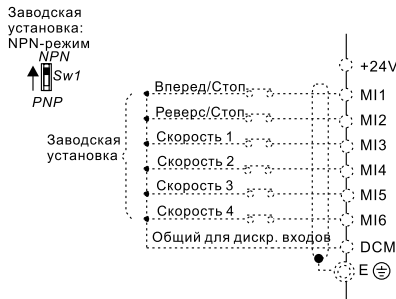 Заводская
установка:
NPN-режим
NPN
Sw1
PNP
+24V
Вперед/Стоп
MI1
Реверс/Стоп
MI2
Заводская
установка
Скорость 1
MI3
Скорость 2
MI4
Скорость 3
MI5
Скорость 4
MI6
Общий для дискр. входов
DCM
E